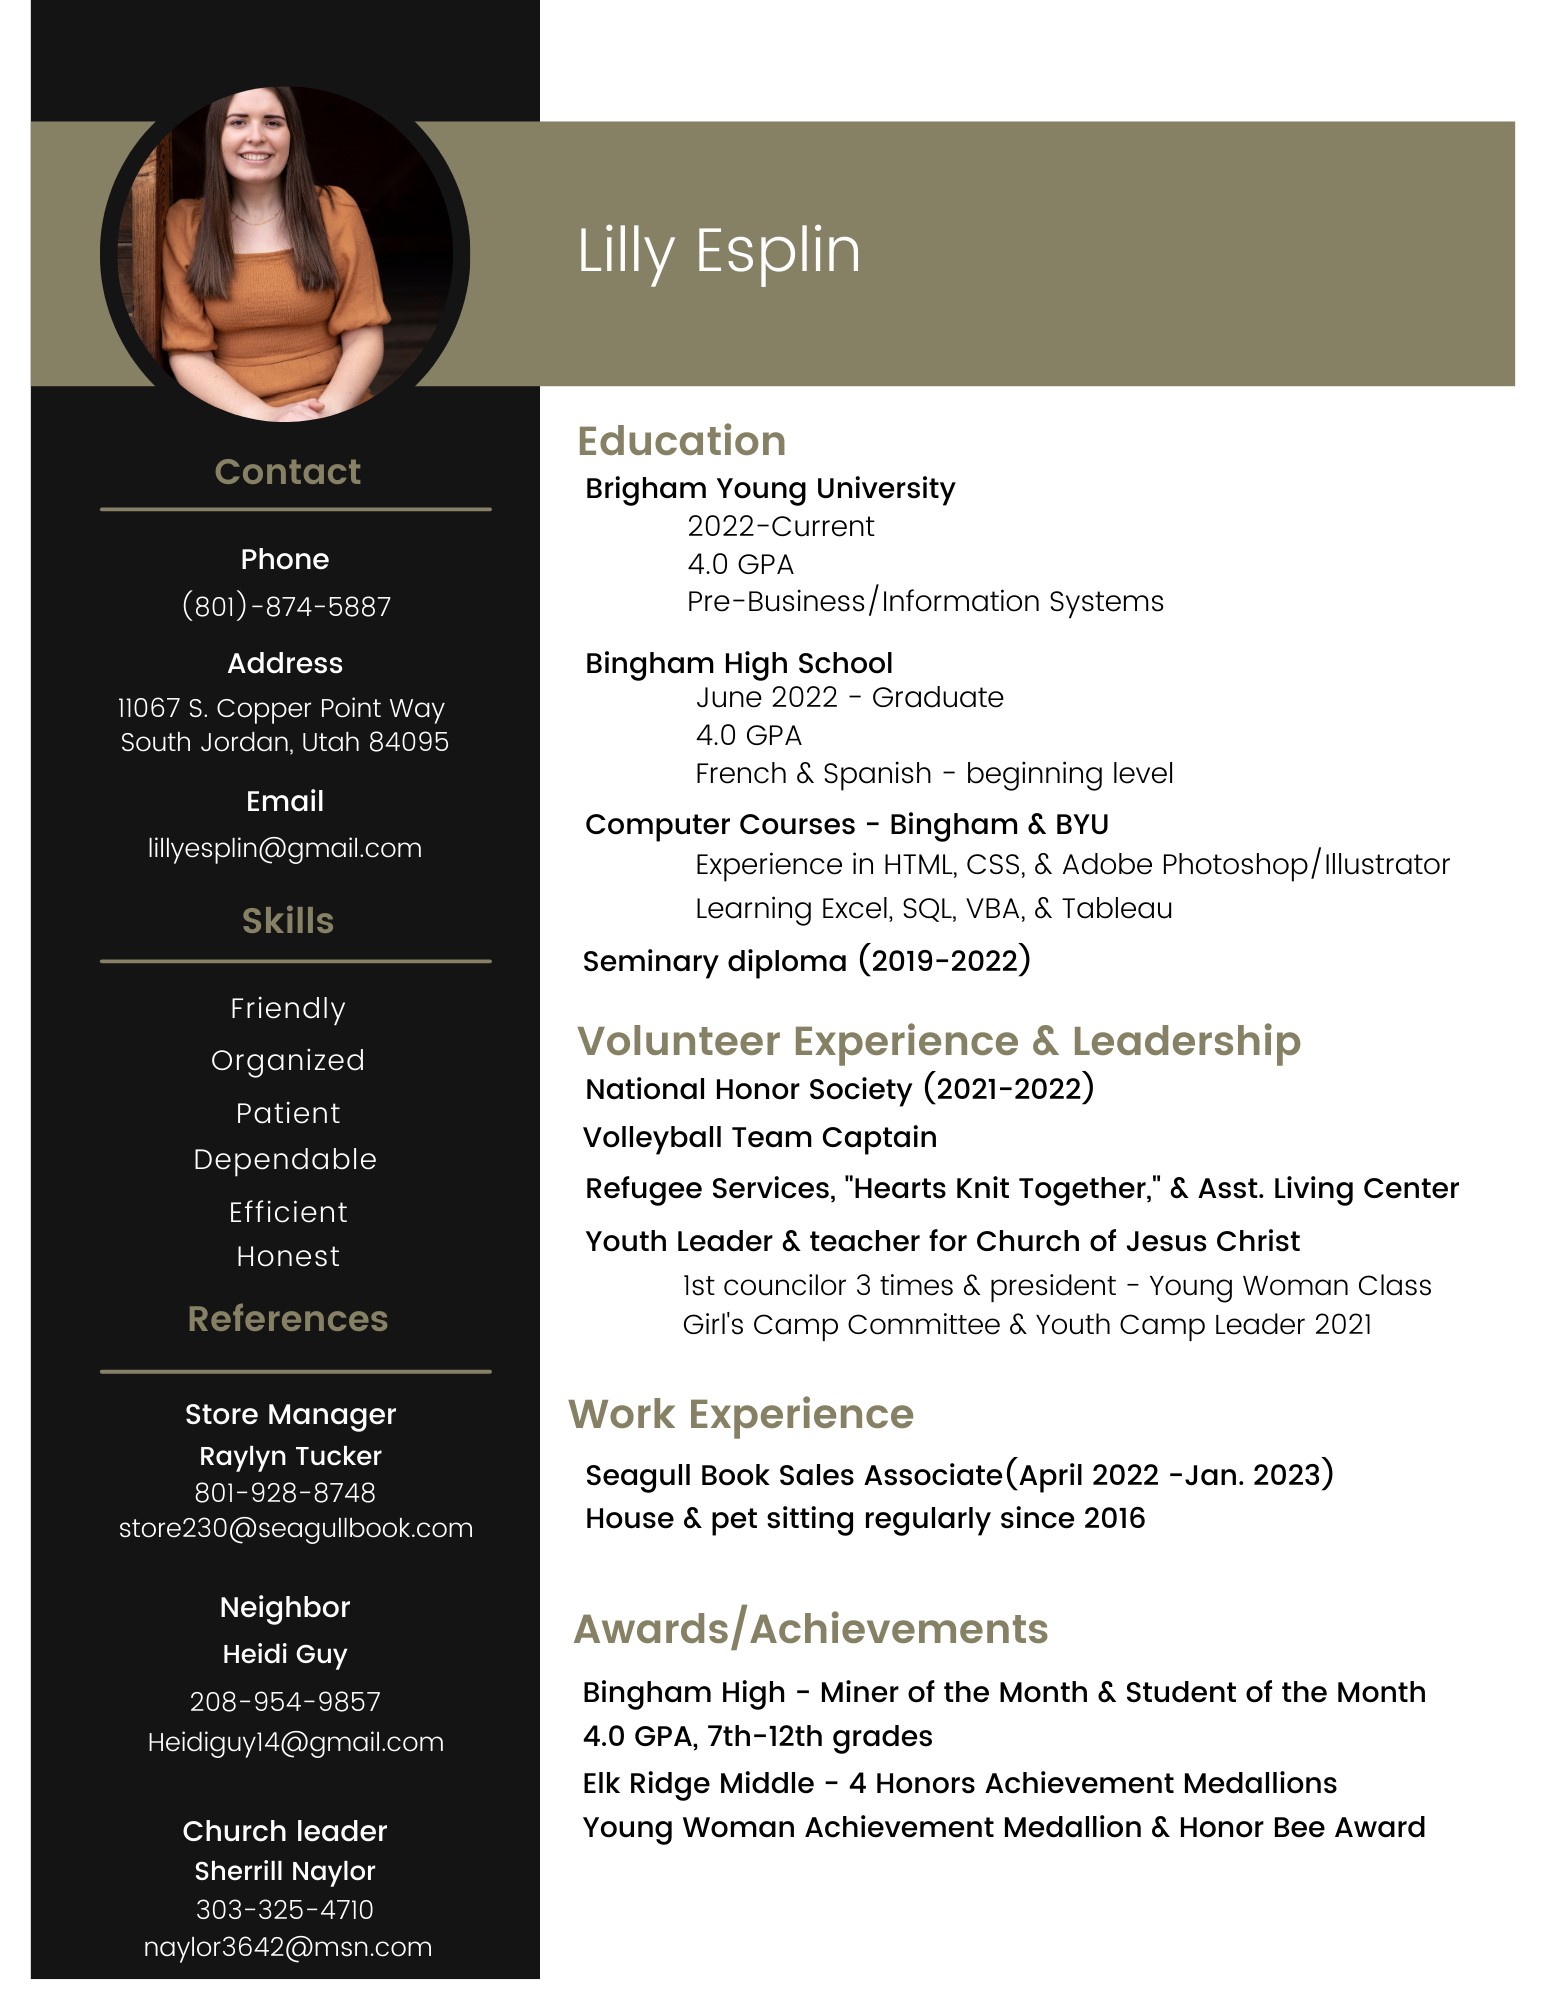 Lilly Esplin
Contact
Phone
(801)-874-5887
Address
11067 S. Copper Point Way
South Jordan, Utah 84095
Email
lillyesplin@gmail.com
Skills
Friendly
Organized
Patient
Dependable
Efficient
Honest
References
Store Manager
Raylyn Tucker
801-928-8748
store230@seagullbook.com
Neighbor
Heidi Guy
208-954-9857
Heidiguy14@gmail.com
Church leader
Sherrill Naylor
303-325-4710
naylor3642@msn.com
Education
Brigham Young University
2022-Current
4.0 GPA
Pre-Business/Information Systems
Bingham High School
June 2022 - Graduate
4.0 GPA
French & Spanish - beginning level
Computer Courses - Bingham & BYU
Experience in HTML, CSS, & Adobe Photoshop/Illustrator
Learning Excel, SQL, VBA, & Tableau
Seminary diploma (2019-2022)
Volunteer Experience & Leadership
National Honor Society (2021-2022)
Volleyball Team Captain
Refugee Services, "Hearts Knit Together," & Asst. Living Center
Youth Leader & teacher for Church of Jesus Christ
1st councilor 3 times & president - Young Woman Class
Girl's Camp Committee & Youth Camp Leader 2021
Work Experience
Seagull Book Sales Associate(April 2022 -Jan. 2023)
House & pet sitting regularly since 2016
Awards/Achievements
Bingham High - Miner of the Month & Student of the Month
4.0 GPA, 7th-12th grades
Elk Ridge Middle - 4 Honors Achievement Medallions
Young Woman Achievement Medallion & Honor Bee Award